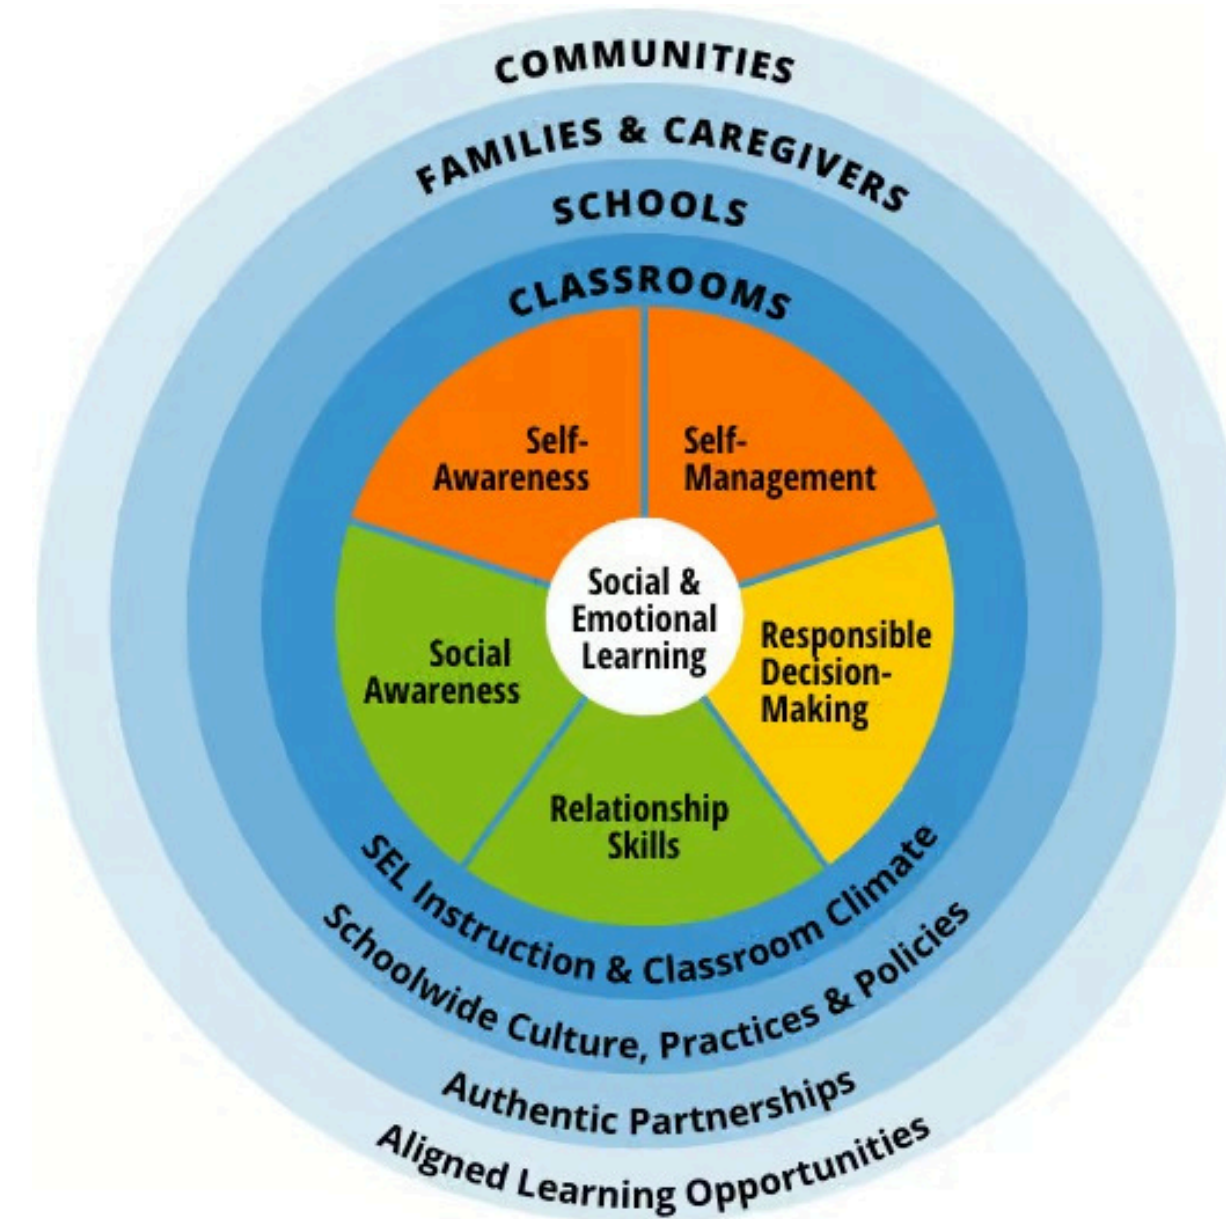 COMMUNITIES
FAMILIES & CAREGIVERS
SCHOOLS
CLASSROOMS
Self-
Awareness
Self-
Management
Social &
Emotional
Learning
Social
Awareness
Responsible
Decision-
Making
Relationship
Skills
SEL Instruction & Classroom Climate
Schoolwide Culture, Practices & Policies
Authentic Partnerships
Aligned Learning Opportunities